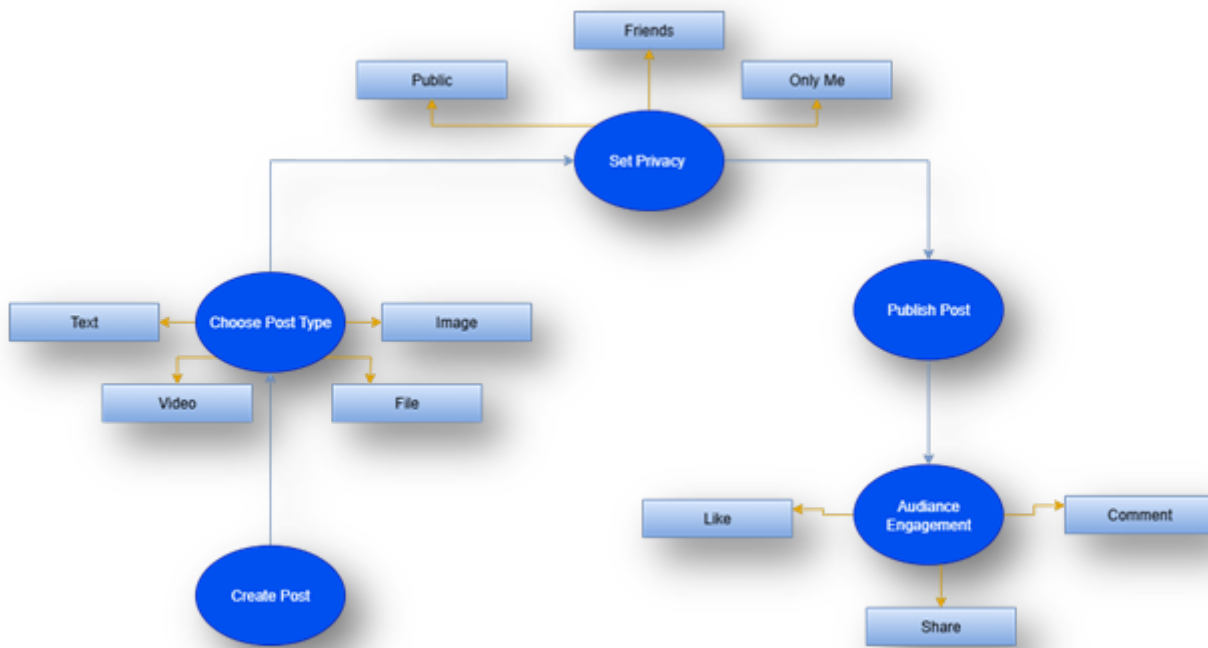 Friends
Public
Only Me
Set Privacy
Text
Choose Post Type
Image
Publish Post
Video
File
Like
Audiance
Engagement
Comment
Create Post
Share